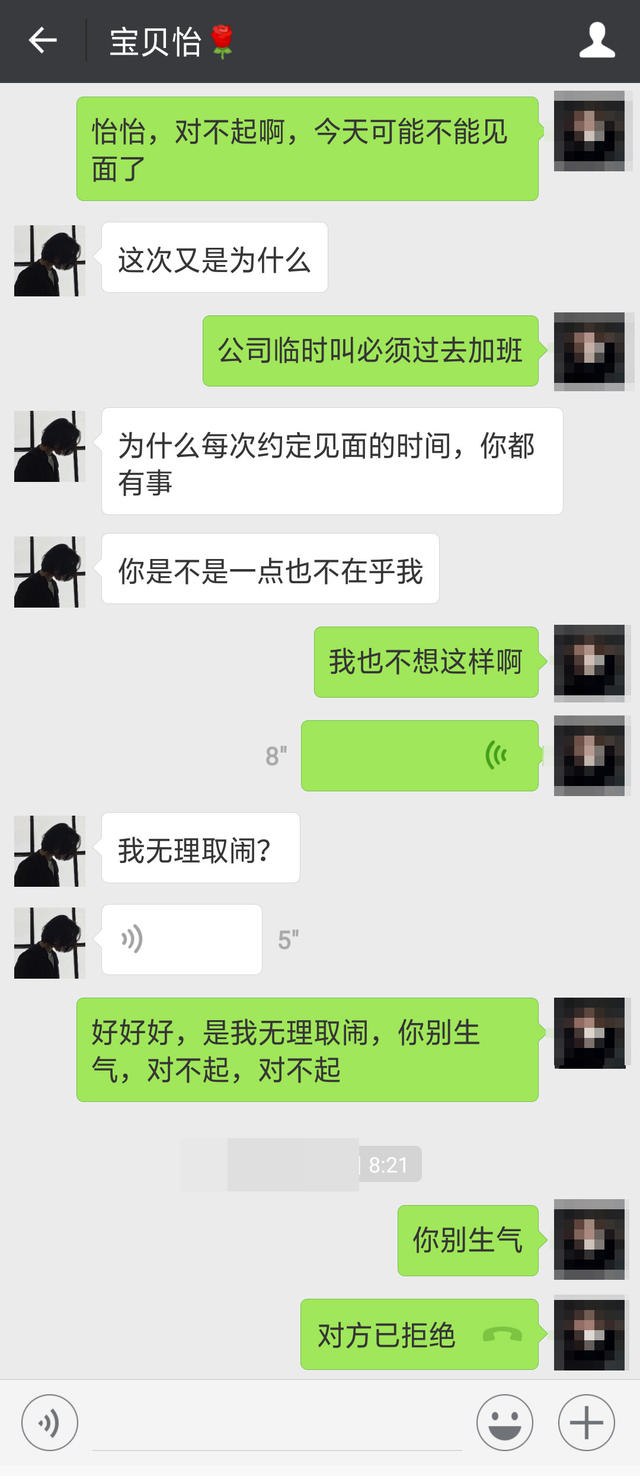 宝贝怡🌹
怡怡，对不起啊，今天可能不能见
面了
这次又是为什么
公司临时叫必须过去加班
为什么每次约定见面的时间，你都
有事
你是不是一点也不在乎我
我也不想这样啊
8"
我无理取闹？
5"
好好好，是我无理取闹，你别生
气，对不起，对不起
8:21
你别生气
对方已拒绝